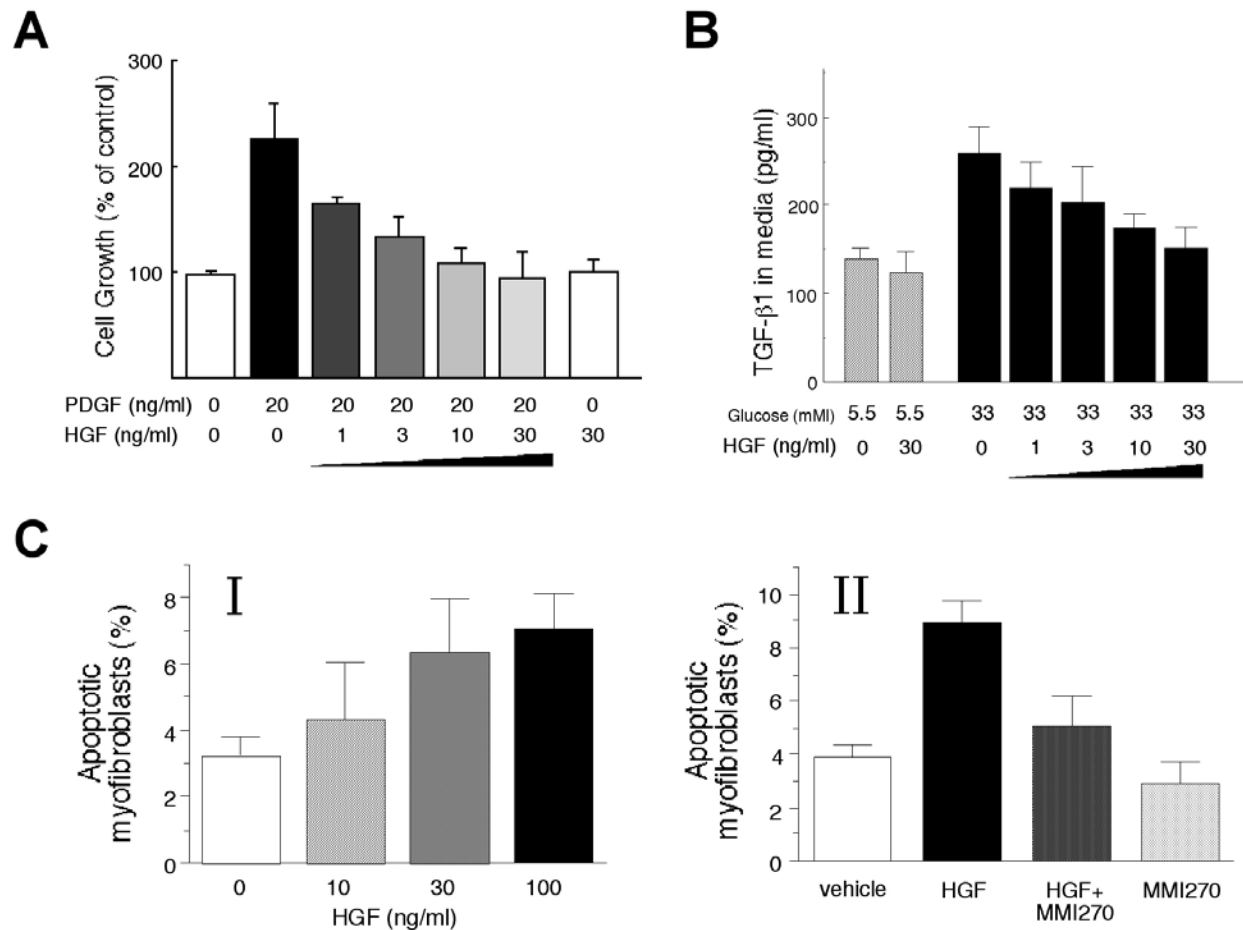 A
Cell Growth (% of control)
300
200
100
PDGF (ng/ml) 0 20 20 20 20 20 0
HGF (ng/ml) 0 0 1 3 10 30 30
B
TGF-β1 in media (pg/ml)
300
200
100
0
Glucose (mMl) 5.5 5.5 33 33 33 33 33
HGF (ng/ml) 0 30 0 1 3 10 30
C
I
Apoptotic
myofibroblasts (%)
8
6
4
2
0
0 10 30 100
HGF (ng/ml)
II
Apoptotic
myofibroblasts (%)
10
8
6
4
2
0
vehicle HGF HGF+ MMI270
MMI270